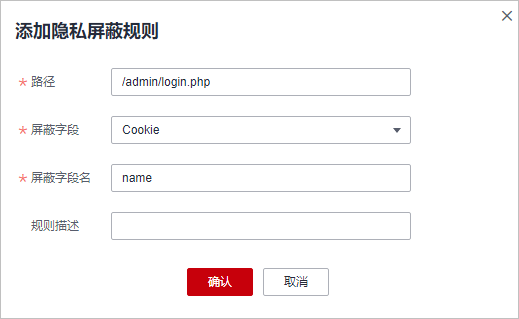 添加隐私屏蔽规则
* 路径 /admin/login.php
* 屏蔽字段 Cookie
* 屏蔽字段名 name
规则描述
确认 取消